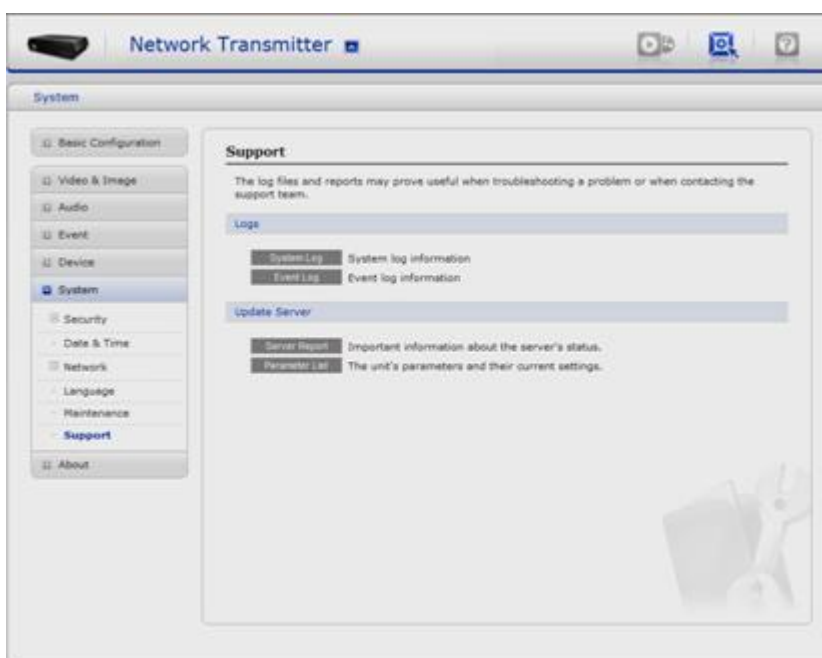 Network Transmitter
System
Basic Configuration
Video & Image
Audio
Event
Device
System
Security
Date & Time
Network
Language
Maintenance
Support
About
Support
The log files and reports may prove useful when troubleshooting a problem or when contacting the
support team.
Logs
System Log System log information
Event Log Event log information
Update Server
Server Report Important information about the server's status.
Parameter List The unit's parameters and their current settings.